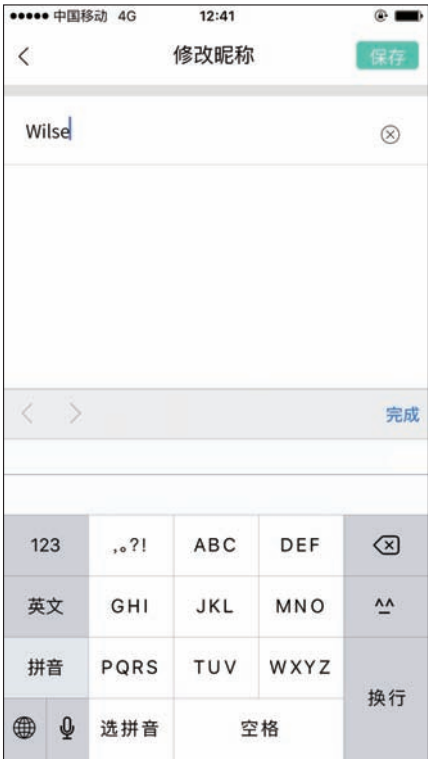 中国移动 4G 12:41
修改昵称 保存
Wilse
完成
123 ,。?! ABC DEF
英文 GHI JKL MNO ^^
拼音 PQRS TUV WXYZ
换行
选拼音 空格